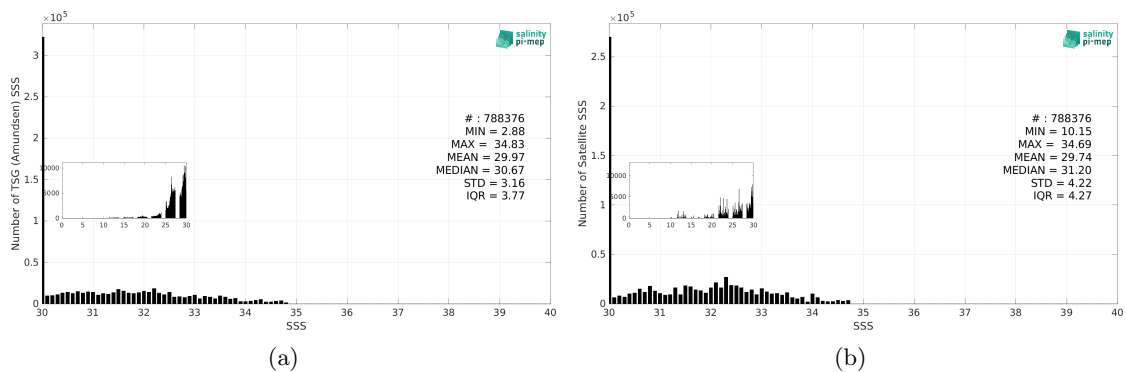 ×10⁵
3
2.5
2
1.5
1
0.5
0
Number of TSG (Amundsen) SSS
salinity
pi-mep
# : 788376
MIN = 2.88
MAX = 34.83
MEAN = 29.97
MEDIAN = 30.67
STD = 3.16
IQR = 3.77
10000
5000
0
0 5 10 15 20 25 30
30 31 32 33 34 35 36 37 38 39 40
SSS
(a)
×10⁵
2.5
2
1.5
1
0.5
0
Number of Satellite SSS
salinity
pi-mep
# : 788376
MIN = 10.15
MAX = 34.69
MEAN = 29.74
MEDIAN = 31.20
STD = 4.22
IQR = 4.27
10000
5000
0
0 5 10 15 20 25 30
30 31 32 33 34 35 36 37 38 39 40
SSS
(b)